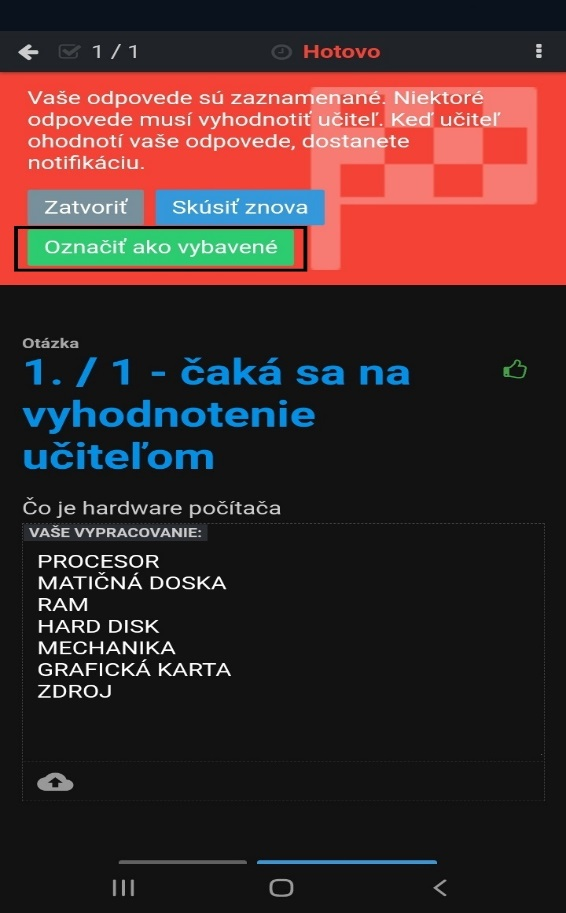 1 / 1
Hotovo
Vaše odpovede sú zaznamenané. Niektoré
odpovede musí vyhodnotiť učiteľ. Keď učiteľ
ohodnotí vaše odpovede, dostanete
notifikáciu.
Zatvoriť
Skúsiť znova
Označiť ako vybavené
Otázka
1. / 1 - čaká sa na
vyhodnotenie
učiteľom
Čo je hardware počítača
VAŠE VYPRACOVANIE:
PROCESOR
MATIČNÁ DOSKA
RAM
HARD DISK
MECHANIKA
GRAFICKÁ KARTA
ZDROJ